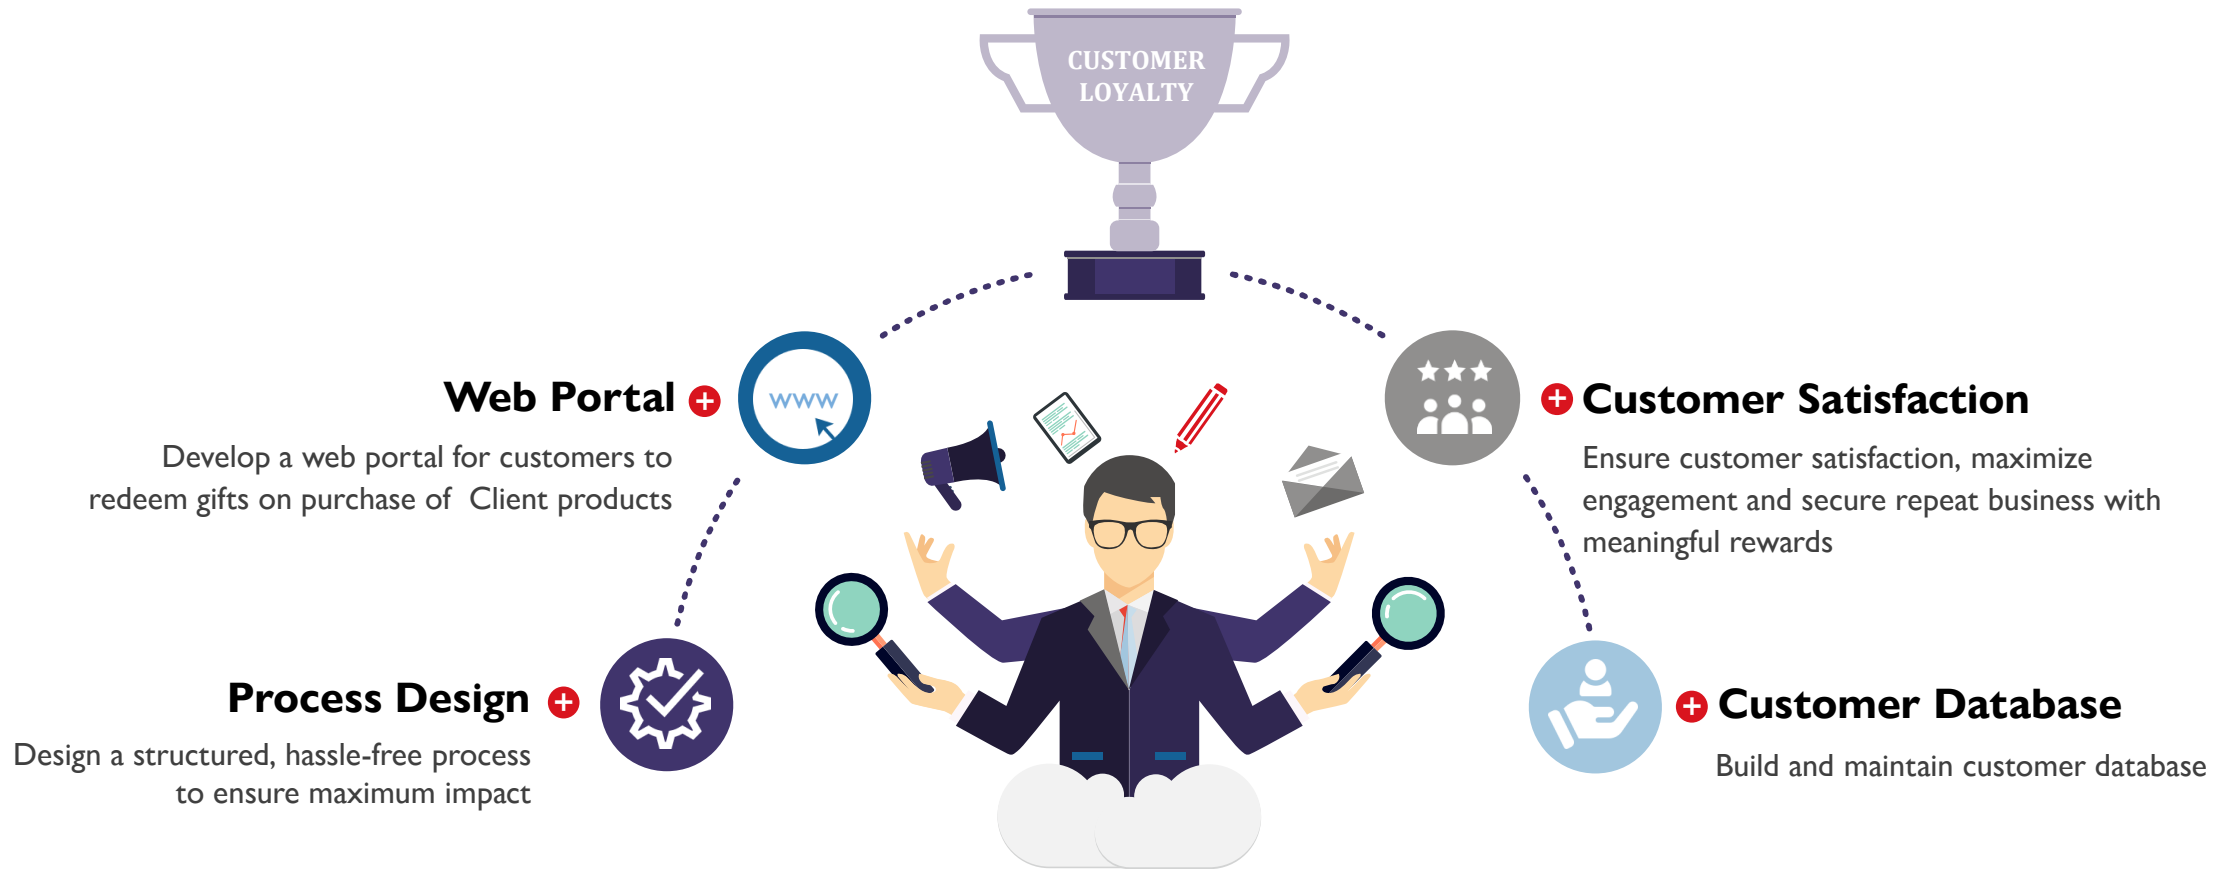 CUSTOMER
LOYALTY
Web Portal
Develop a web portal for customers to
redeem gifts on purchase of Client products
www
Customer Satisfaction
Ensure customer satisfaction, maximize
engagement and secure repeat business with
meaningful rewards
Process Design
Design a structured, hassle-free process
to ensure maximum impact
Customer Database
Build and maintain customer database